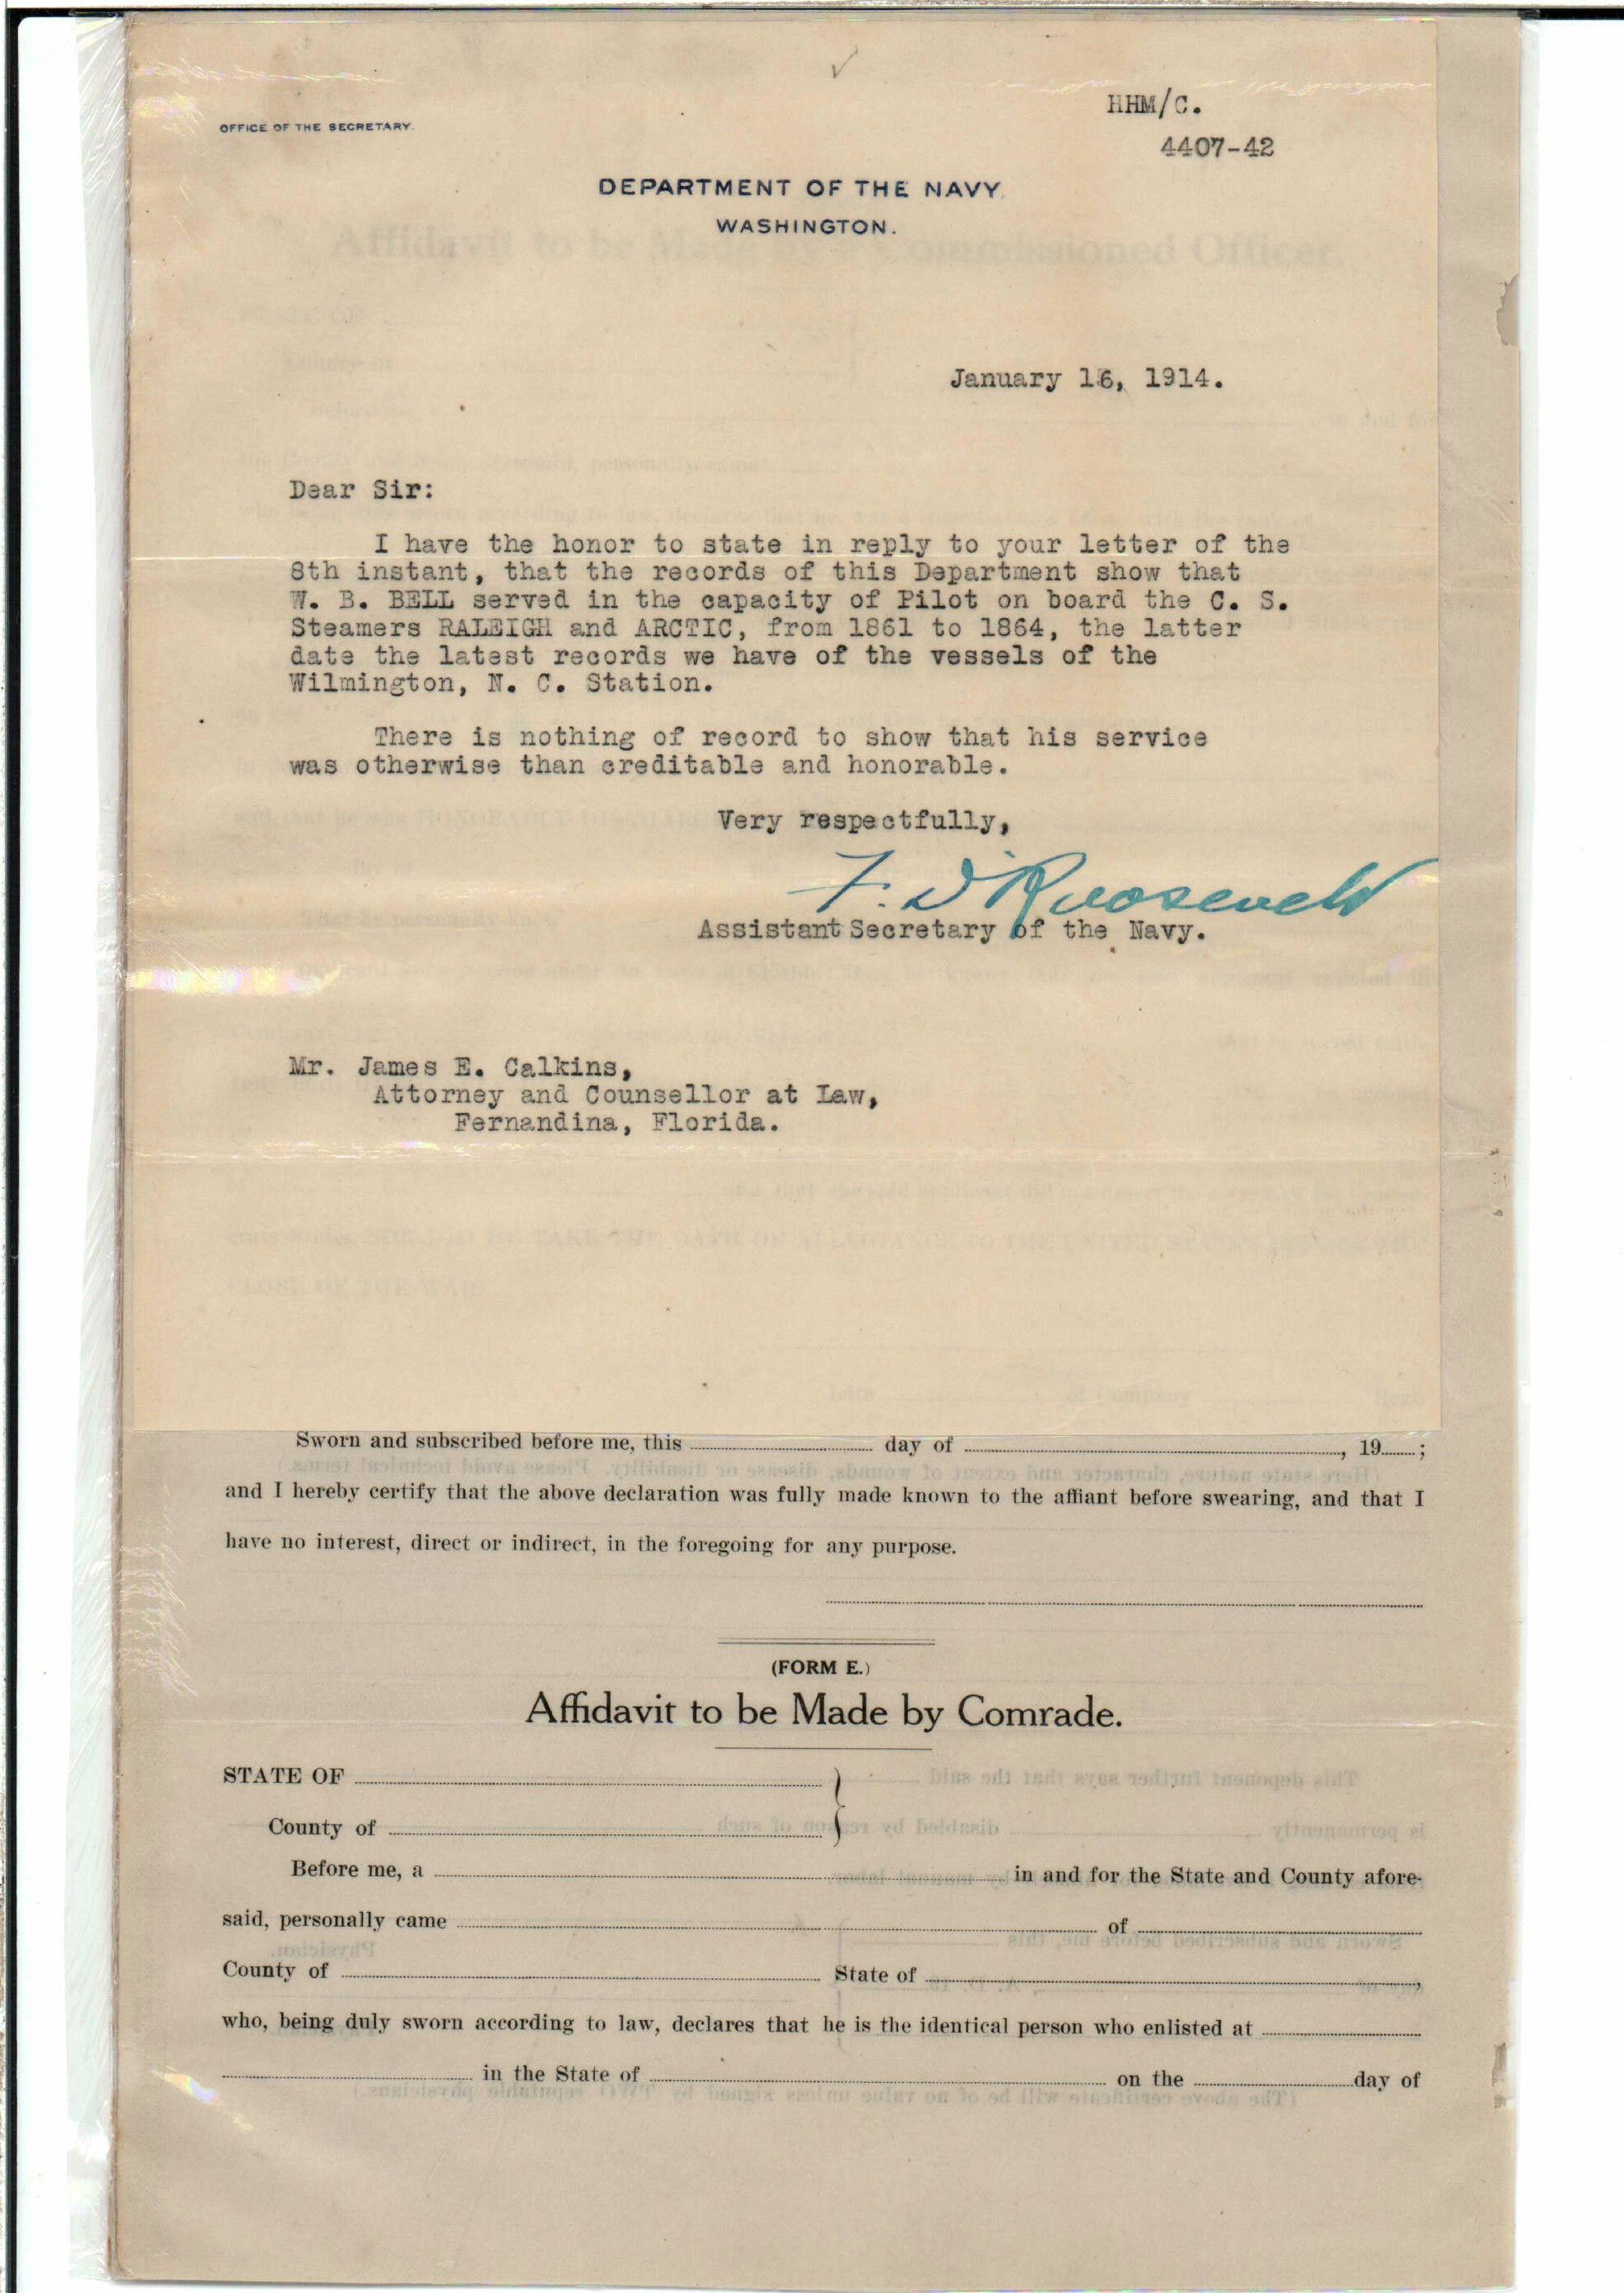 HHM/C.
OFFICE OF THE SECRETARY.
4407-42
DEPARTMENT OF THE NAVY
WASHINGTON.
January 16, 1914.
Dear Sir:
I have the honor to state in reply to your letter of the
8th instant, that the records of this Department show that
W. B. BELL served in the capacity of Pilot on board the C. S.
Steamers RALEIGH and ARCTIC, from 1861 to 1864, the latter
date the latest records we have of the vessels of the
Wilmington, N. C. Station.
There is nothing of record to show that his service
was otherwise than creditable and honorable.
Very respectfully,
F. D Roosevelt
Assistant Secretary of the Navy.
Mr. James E. Calkins,
Attorney and Counsellor at Law,
Fernandina, Florida.
Sworn and subscribed before me, this ............ day of ............, 19......;
and I hereby certify that the above declaration was fully made known to the affiant before swearing, and that I
have no interest, direct or indirect, in the foregoing for any purpose.
(FORM E.)
Affidavit to be Made by Comrade.
STATE OF ............ }
County of ............
Before me, a ............ in and for the State and County afore-
said, personally came ............ of ............
County of ............ State of ............,
who, being duly sworn according to law, declares that he is the identical person who enlisted at ............
............ in the State of ............ on the ............ day of